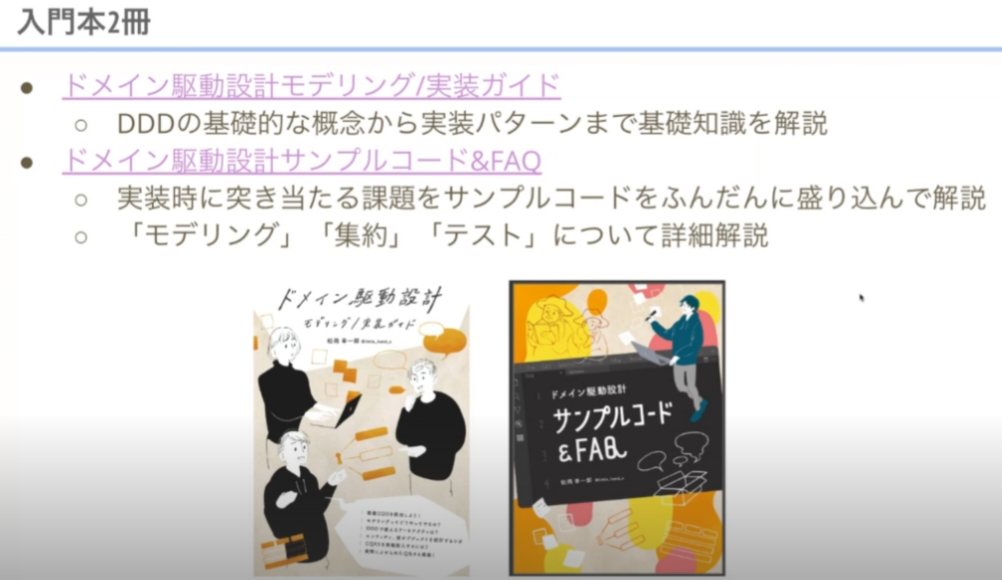 入門本2冊
● ドメイン駆動設計モデリング/実装ガイド
○ DDDの基礎的な概念から実装パターンまで基礎知識を解説
● ドメイン駆動設計サンプルコード&FAQ
○ 実装時に突き当たる課題をサンプルコードをふんだんに盛り込んで解説
○ 「モデリング」「集約」「テスト」について詳細解説
ドメイン駆動設計
モデリング/実装ガイド
松岡 幸一郎
ドメイン駆動設計
サンプルコード
&FAQ
松岡 幸一郎